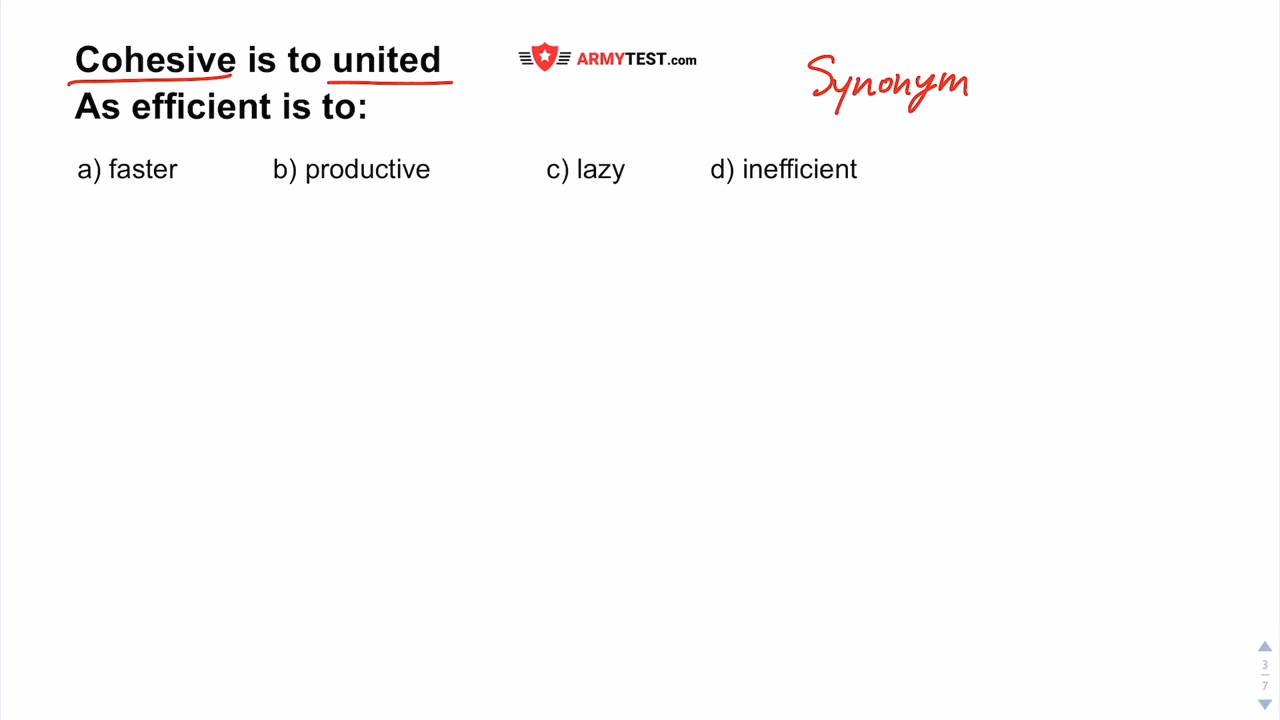 Cohesive is to united
ARMYTEST.com
Synonym
As efficient is to:
a) faster b) productive c) lazy d) inefficient
3
7